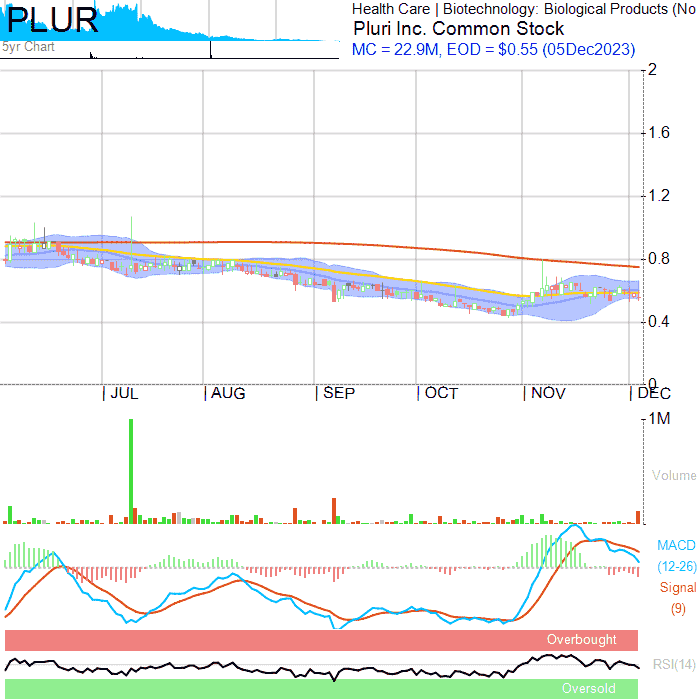 PLUR
5yr Chart
Health Care | Biotechnology: Biological Products (No
Pluri Inc. Common Stock
MC = 22.9M, EOD = $0.55 (05Dec2023)
2
1.6
1.2
0.8
0.4
0
JUL
AUG
SEP
OCT
NOV
DEC
1M
Volume
MACD
(12-26)
Signal
(9)
Overbought
RSI(14)
Oversold